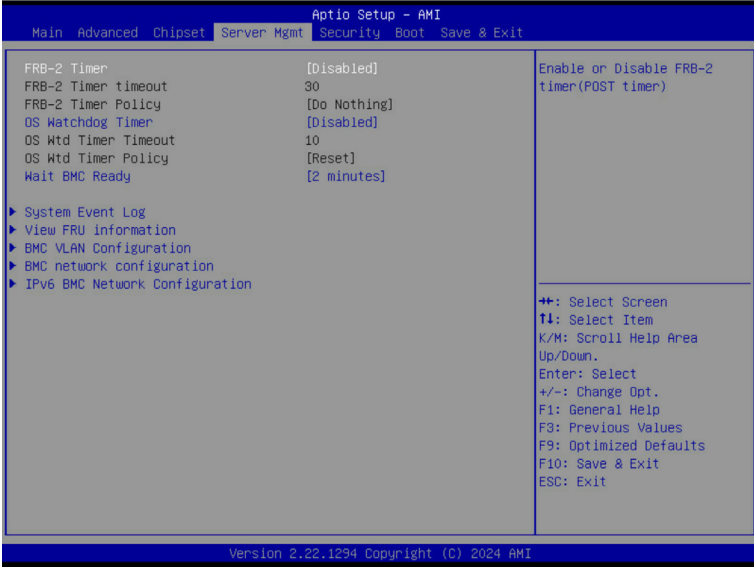 Aptio Setup - AMI
Main Advanced Chipset Server Mgmt Security Boot Save & Exit
FRB-2 Timer [Disabled]
FRB-2 Timer timeout 30
FRB-2 Timer Policy [Do Nothing]
OS Watchdog Timer [Disabled]
OS Wtd Timer Timeout 10
OS Wtd Timer Policy [Reset]
Wait BMC Ready [2 minutes]
System Event Log
View FRU information
BMC VLAN Configuration
BMC network configuration
IPv6 BMC Network Configuration
Enable or Disable FRB-2
timer(POST timer)
→←: Select Screen
↑↓: Select Item
K/M: Scroll Help Area
Up/Down.
Enter: Select
+/-: Change Opt.
F1: General Help
F3: Previous Values
F9: Optimized Defaults
F10: Save & Exit
ESC: Exit
Version 2.22.1294 Copyright (C) 2024 AMI